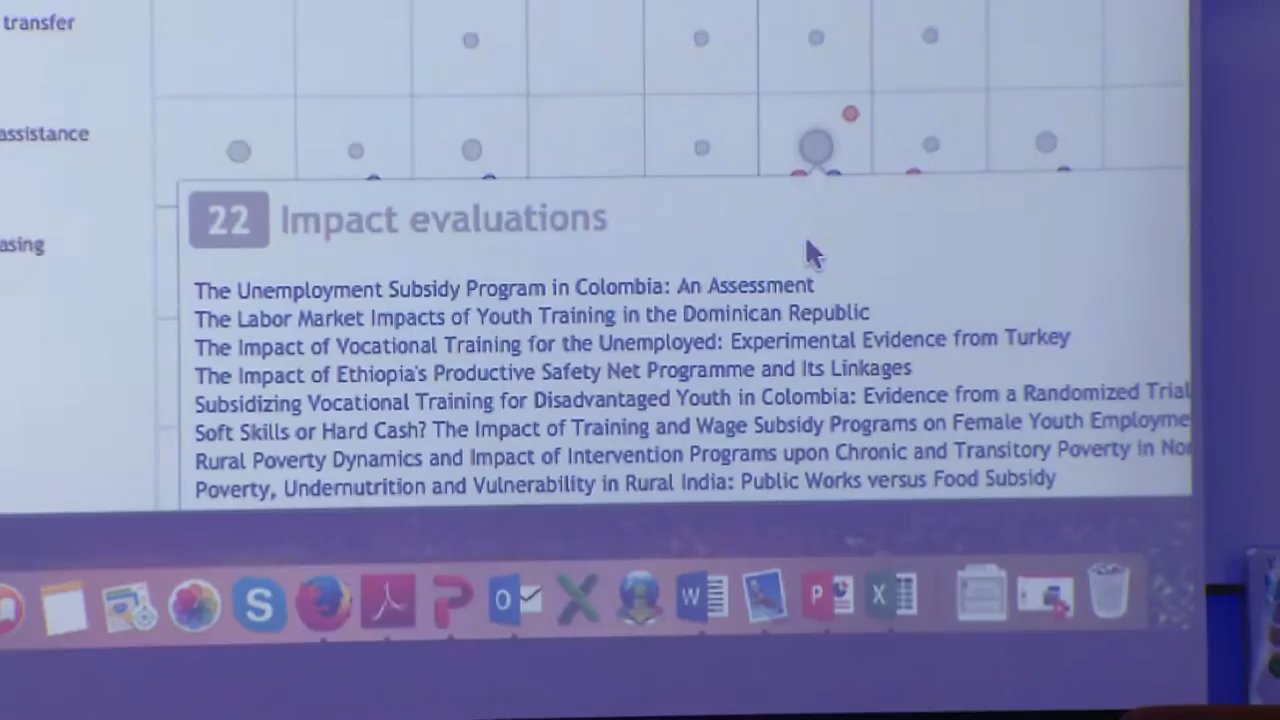 transfer
assistance
asing
22 Impact evaluations
The Unemployment Subsidy Program in Colombia: An Assessment
The Labor Market Impacts of Youth Training in the Dominican Republic
The Impact of Vocational Training for the Unemployed: Experimental Evidence from Turkey
The Impact of Ethiopia's Productive Safety Net Programme and Its Linkages
Subsidizing Vocational Training for Disadvantaged Youth in Colombia: Evidence from a Randomized Trial
Soft Skills or Hard Cash? The Impact of Training and Wage Subsidy Programs on Female Youth Employme
Rural Poverty Dynamics and Impact of Intervention Programs upon Chronic and Transitory Poverty in No
Poverty, Undernutrition and Vulnerability in Rural India: Public Works versus Food Subsidy
S P O X W P X